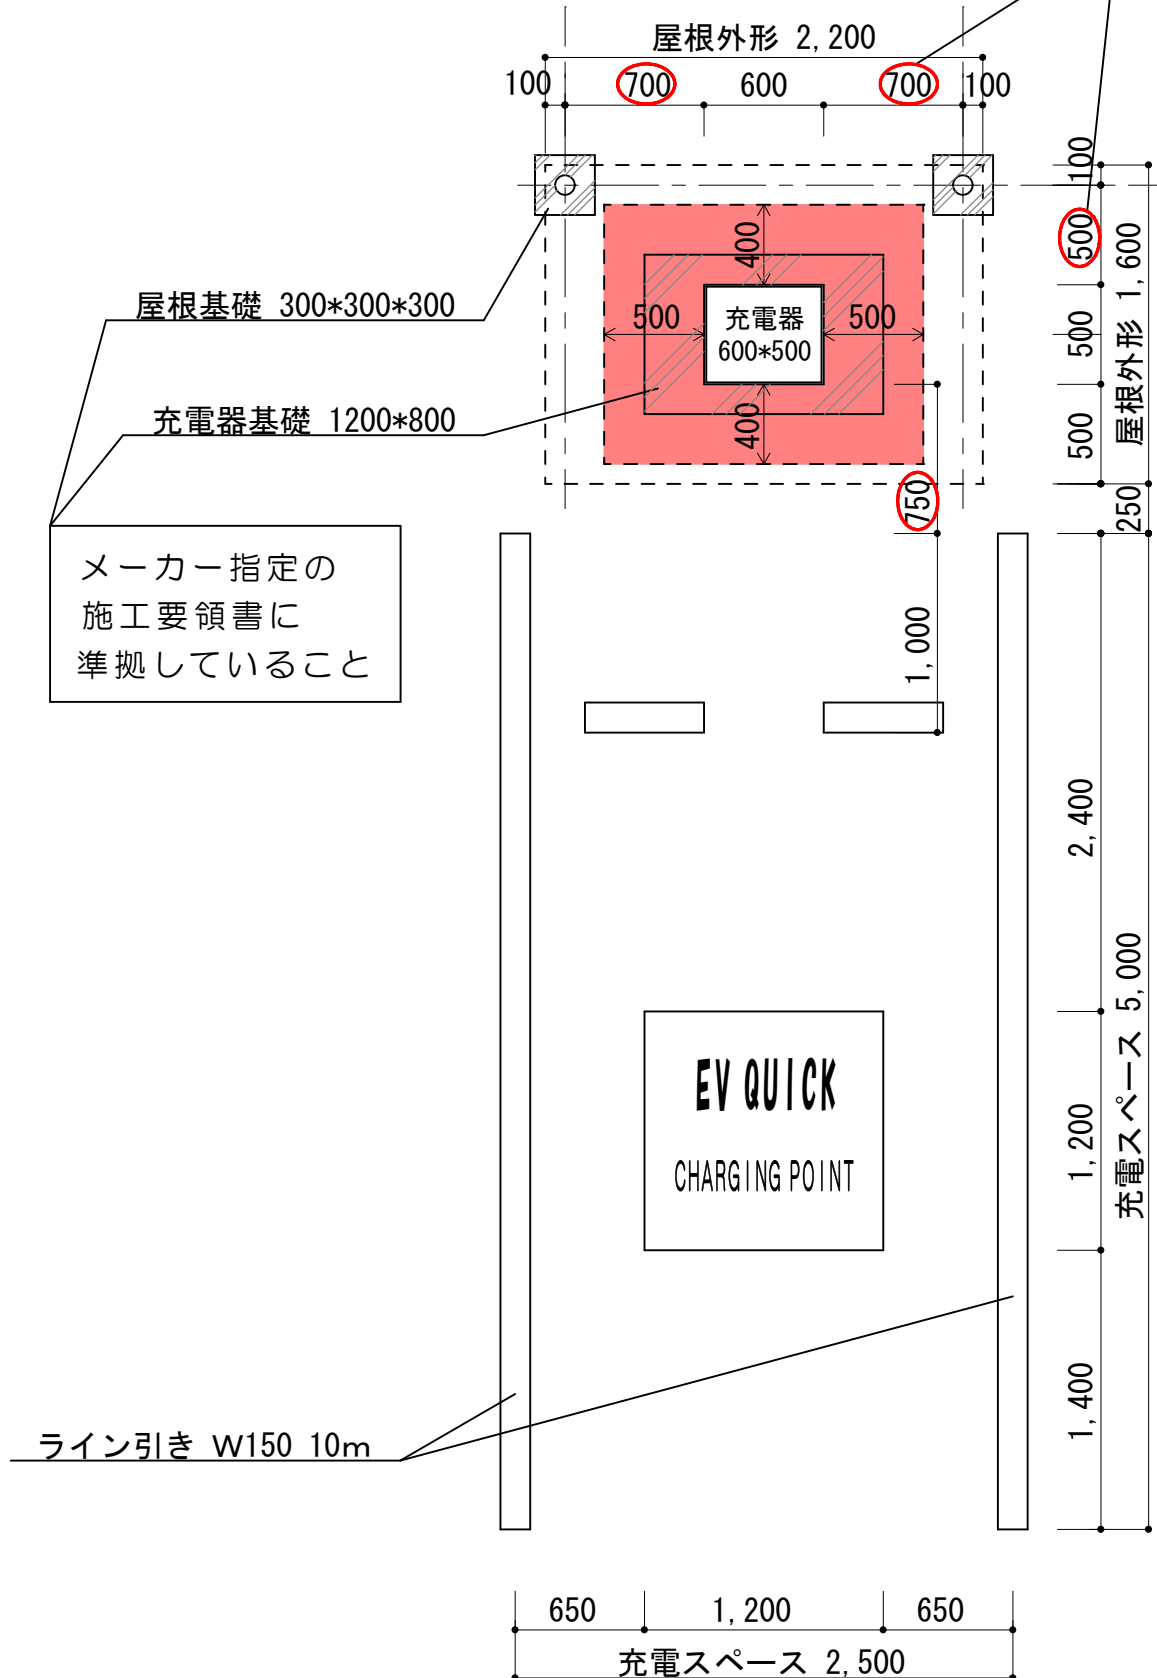 屋根外形 2,200
100 700 600 700 100
100
500
屋根外形 1,600
400
屋根基礎 300*300*300
500 充電器 500
600*500
500
充電器基礎 1200*800
400
500
750
250
メーカー指定の
施工要領書に
準拠していること
1,000
2,400
充電スペース 5,000
EV QUICK
CHARGING POINT
1,200
1,400
ライン引き W150 10m
650 1,200 650
充電スペース 2,500